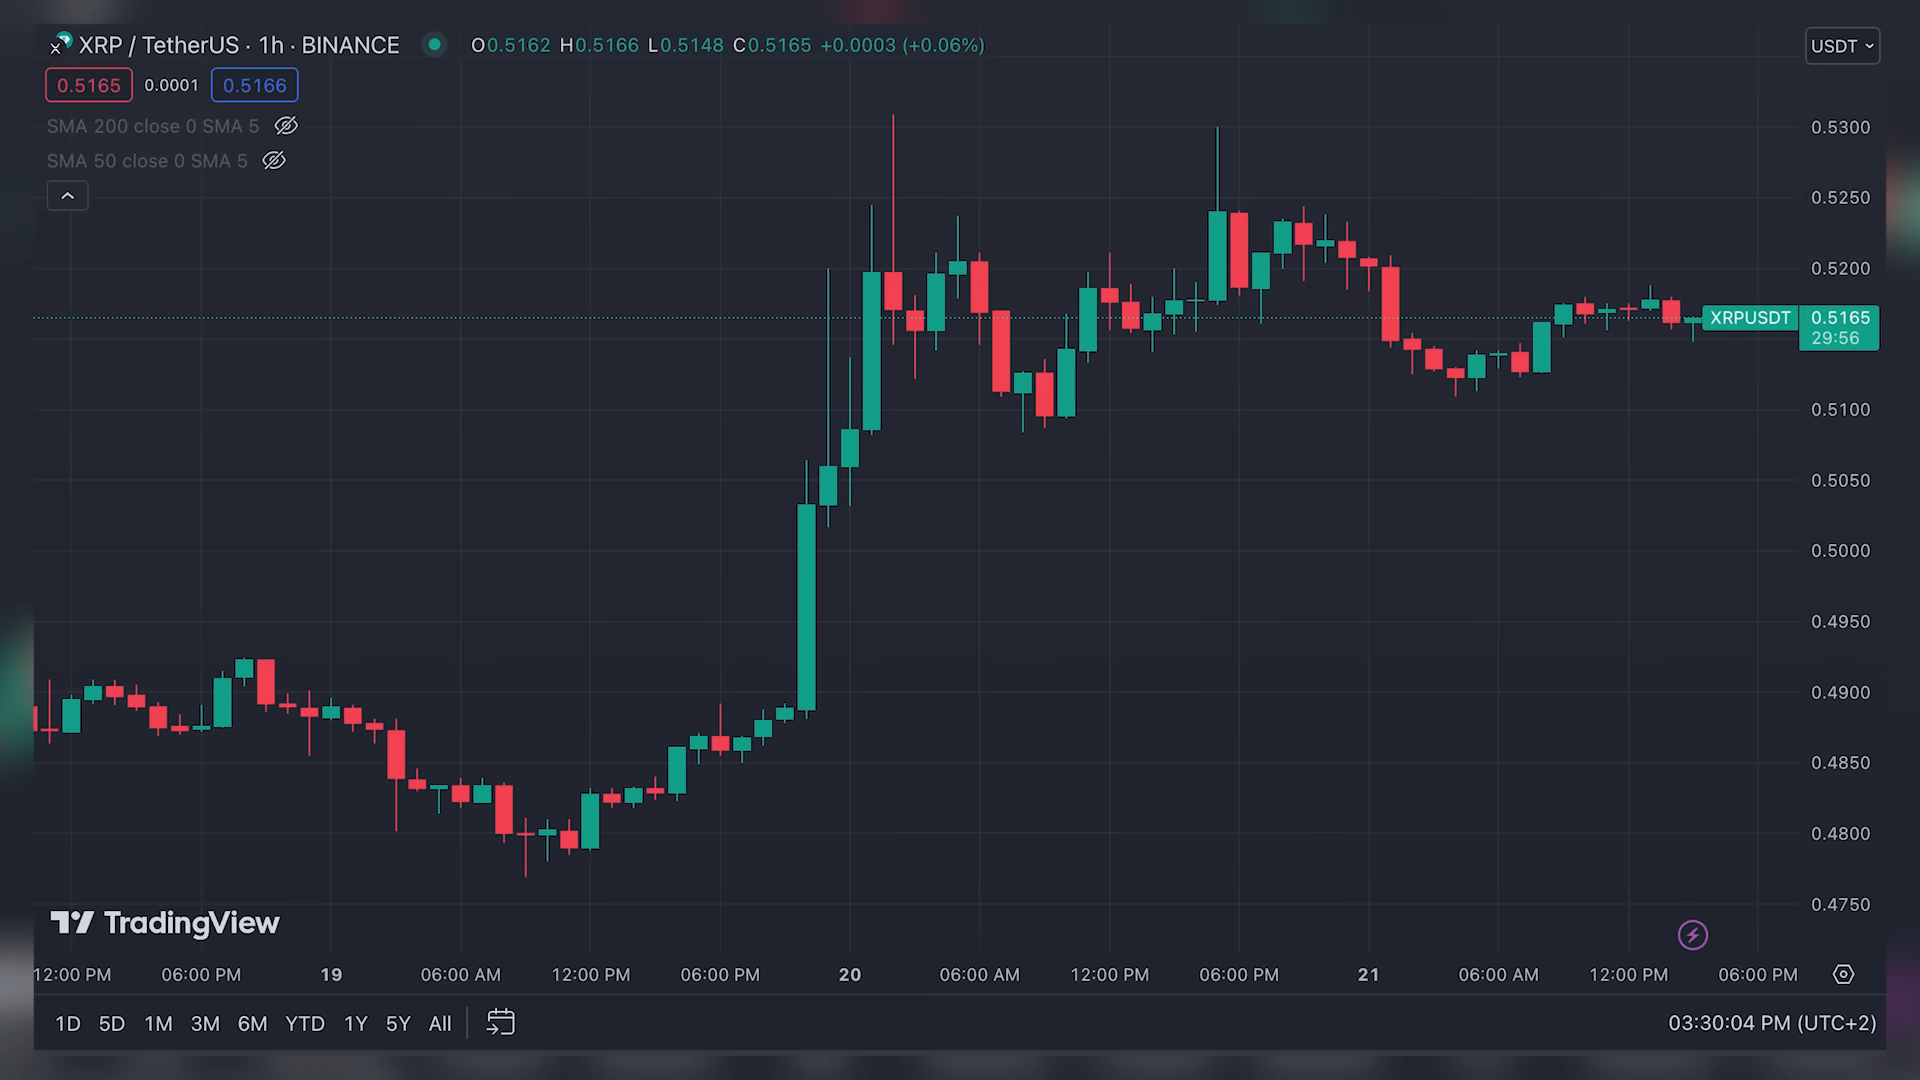 XRP / TetherUS · 1h · BINANCE O0.5162 H0.5166 L0.5148 C0.5165 +0.0003 (+0.06%)
USDT
0.5165 0.0001 0.5166
SMA 200 close 0 SMA 5
SMA 50 close 0 SMA 5
0.5300
0.5250
0.5200
XRPUSDT 0.5165
29:56
0.5100
0.5050
0.5000
0.4950
0.4900
0.4850
0.4800
0.4750
TradingView
12:00 PM 06:00 PM 19 06:00 AM 12:00 PM 06:00 PM 20 06:00 AM 12:00 PM 06:00 PM 21 06:00 AM 12:00 PM 06:00 PM
1D 5D 1M 3M 6M YTD 1Y 5Y All 03:30:04 PM (UTC+2)